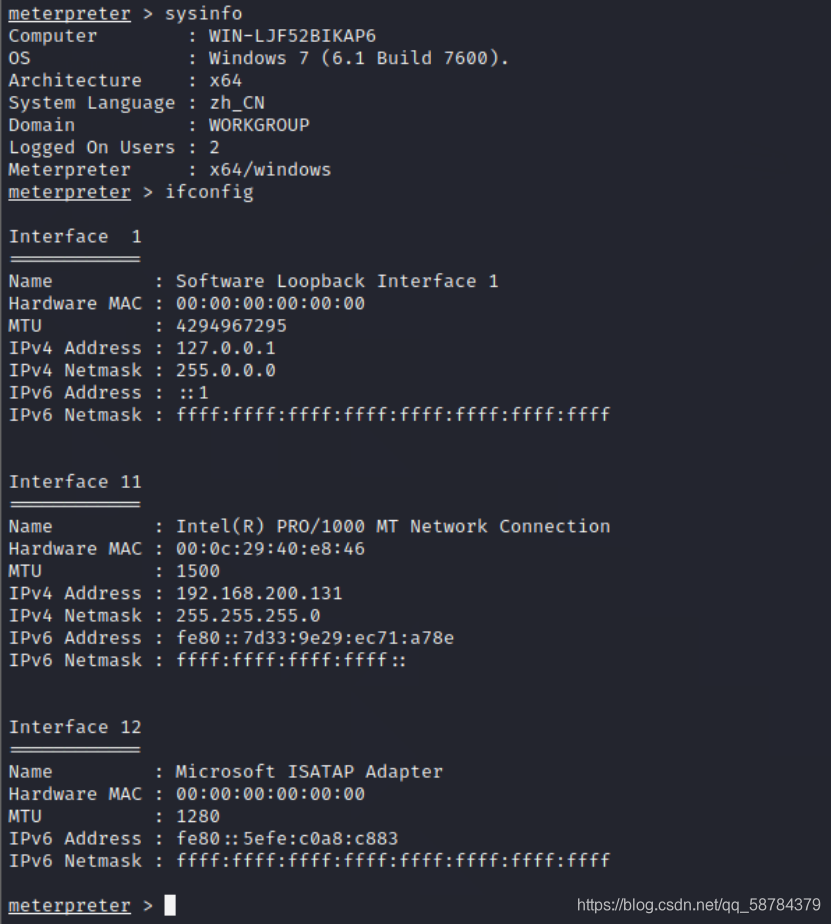 meterpreter > sysinfo
Computer        : WIN-LJF52BIKAP6
OS              : Windows 7 (6.1 Build 7600).
Architecture    : x64
System Language : zh_CN
Domain          : WORKGROUP
Logged On Users : 2
Meterpreter     : x64/windows
meterpreter > ifconfig
Interface  1
============
Name         : Software Loopback Interface 1
Hardware MAC : 00:00:00:00:00:00
MTU          : 4294967295
IPv4 Address : 127.0.0.1
IPv4 Netmask : 255.0.0.0
IPv6 Address : ::1
IPv6 Netmask : ffff:ffff:ffff:ffff:ffff:ffff:ffff:ffff
Interface 11
============
Name         : Intel(R) PRO/1000 MT Network Connection
Hardware MAC : 00:0c:29:40:e8:46
MTU          : 1500
IPv4 Address : 192.168.200.131
IPv4 Netmask : 255.255.255.0
IPv6 Address : fe80::7d33:9e29:ec71:a78e
IPv6 Netmask : ffff:ffff:ffff:ffff::
Interface 12
============
Name         : Microsoft ISATAP Adapter
Hardware MAC : 00:00:00:00:00:00
MTU          : 1280
IPv6 Address : fe80::5efe:c0a8:c883
IPv6 Netmask : ffff:ffff:ffff:ffff:ffff:ffff:ffff:ffff
meterpreter >
https://blog.csdn.net/qq_58784379